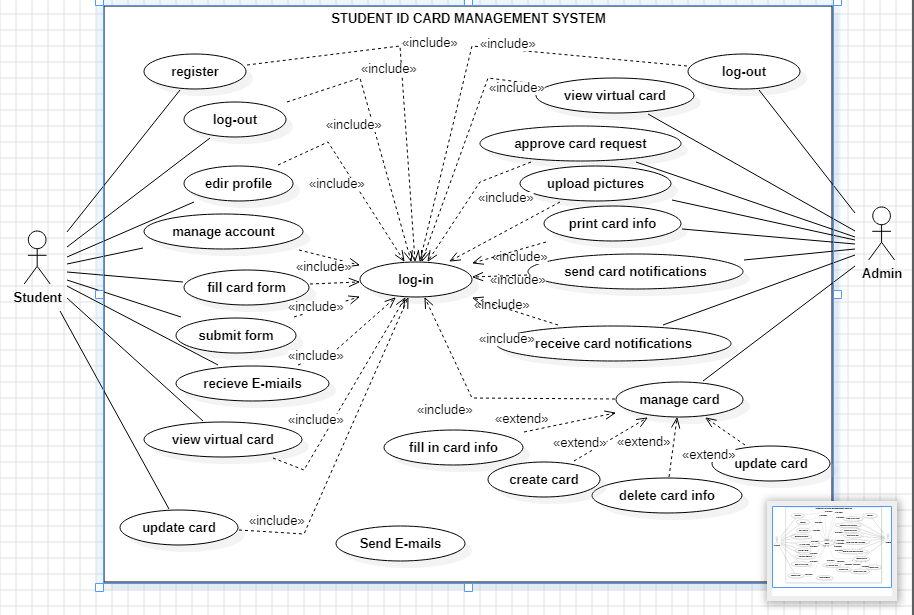 STUDENT ID CARD MANAGEMENT SYSTEM
«include»
«include»
register
«include»
log-out
view virtual card
«include»
log-out
«include»
approve card request
edir profile
«include»
upload pictures
«include»
manage account
print card info
«include»
«include»
send card notifications
Student
Admin
fill card form
log-in
«include»
«include»
«include»
submit form
«include»
receive card notifications
«include»
recieve E-miails
manage card
«include»
«include»
«extend»
view virtual card
fill in card info
«extend»
«extend»
«extend»
update card
create card
delete card info
update card
«include»
Send E-mails